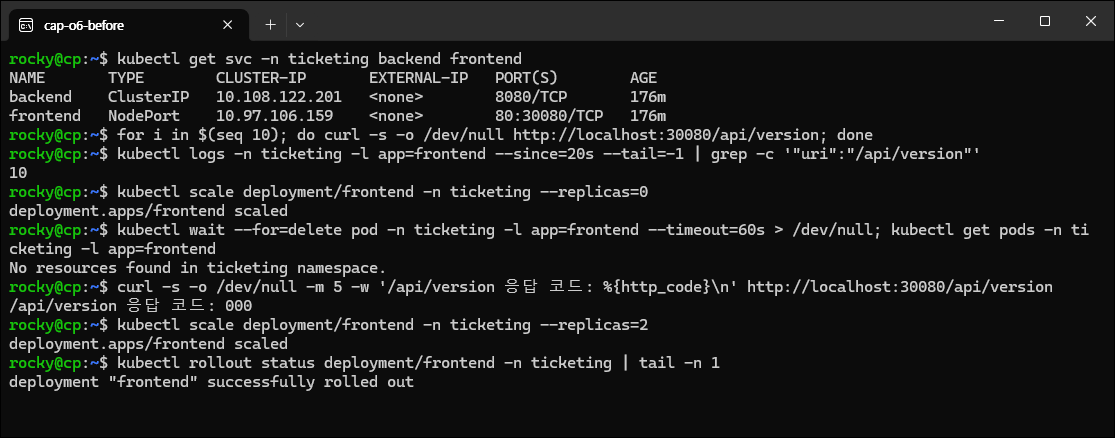 cap-o6-before
rocky@cp:~$ kubectl get svc -n ticketing backend frontend
NAME       TYPE        CLUSTER-IP       EXTERNAL-IP   PORT(S)        AGE
backend    ClusterIP   10.108.122.201   <none>        8080/TCP       176m
frontend   NodePort    10.97.106.159    <none>        80:30080/TCP   176m
rocky@cp:~$ for i in $(seq 10); do curl -s -o /dev/null http://localhost:30080/api/version; done
rocky@cp:~$ kubectl logs -n ticketing -l app=frontend --since=20s --tail=-1 | grep -c '"uri":"/api/version"'
10
rocky@cp:~$ kubectl scale deployment/frontend -n ticketing --replicas=0
deployment.apps/frontend scaled
rocky@cp:~$ kubectl wait --for=delete pod -n ticketing -l app=frontend --timeout=60s > /dev/null; kubectl get pods -n ti
cketing -l app=frontend
No resources found in ticketing namespace.
rocky@cp:~$ curl -s -o /dev/null -m 5 -w '/api/version 응답 코드: %{http_code}\n' http://localhost:30080/api/version
/api/version 응답 코드: 000
rocky@cp:~$ kubectl scale deployment/frontend -n ticketing --replicas=2
deployment.apps/frontend scaled
rocky@cp:~$ kubectl rollout status deployment/frontend -n ticketing | tail -n 1
deployment "frontend" successfully rolled out